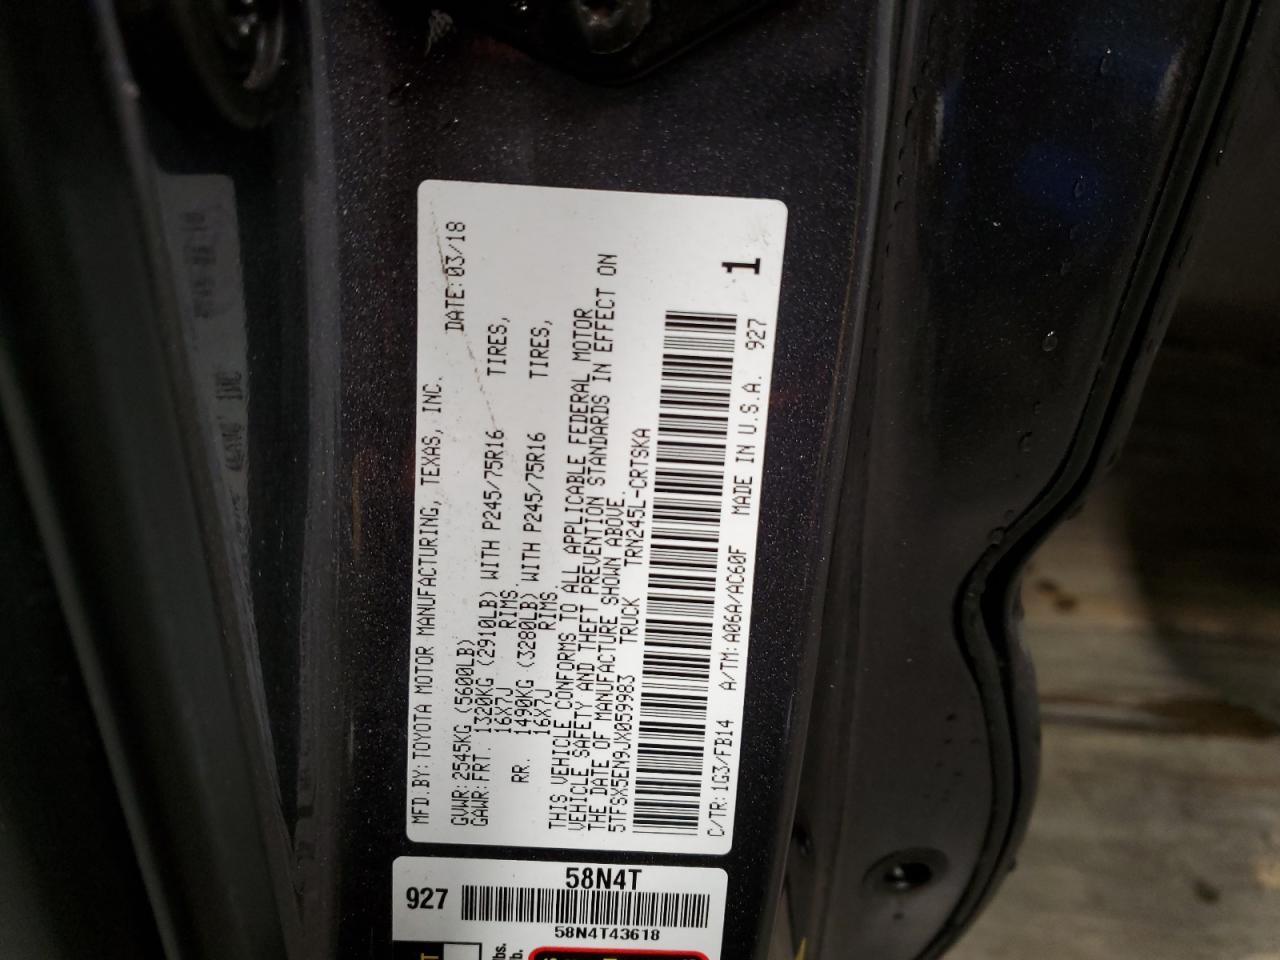 MFD.BY:TOYOTA MOTOR MANUFACTURING, TEXAS, INC.
DATE:03/18
GVWR:2545KG (5600LB)
GAWR:FRT. 1320KG (2910LB) WITH P245/75R16 TIRES,
16X7J RIMS.
RR. 1490KG (3280LB) WITH P245/75R16 TIRES,
16X7J RIMS.
THIS VEHICLE CONFORMS TO ALL APPLICABLE FEDERAL MOTOR
VEHICLE SAFETY AND THEFT PREVENTION STANDARDS IN EFFECT ON
THE DATE OF MANUFACTURE SHOWN ABOVE.
5TFSX5EN9JX059983 TRUCK TRN245L-CRTSKA
C/TR:1G3/FB14 A/TM:A06A/AC60F MADE IN U.S.A. 927
1
58N4T
927
58N4T43618